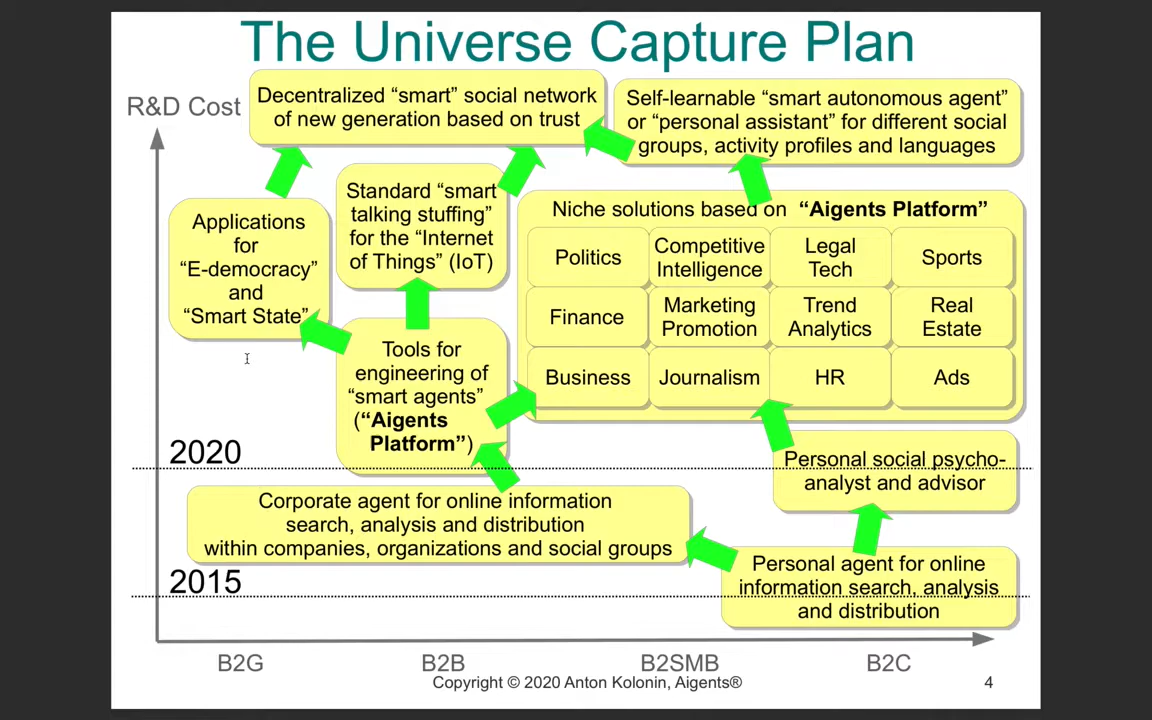 The Universe Capture Plan
R&D Cost
Decentralized “smart” social network
of new generation based on trust
Self-learnable “smart autonomous agent”
or “personal assistant” for different social
groups, activity profiles and languages
Standard “smart
talking stuffing”
for the “Internet
of Things” (IoT)
Applications
for
“E-democracy”
and
“Smart State”
Niche solutions based on “Aigents Platform”
Politics
Competitive
Intelligence
Legal
Tech
Sports
Finance
Marketing
Promotion
Trend
Analytics
Real
Estate
Business
Journalism
HR
Ads
Tools for
engineering of
“smart agents”
(“Aigents
Platform”)
2020
Personal social psycho-
analyst and advisor
Corporate agent for online information
search, analysis and distribution
within companies, organizations and social groups
2015
Personal agent for online
information search, analysis
and distribution
B2G
B2B
B2SMB
B2C
Copyright © 2020 Anton Kolonin, Aigents®
4